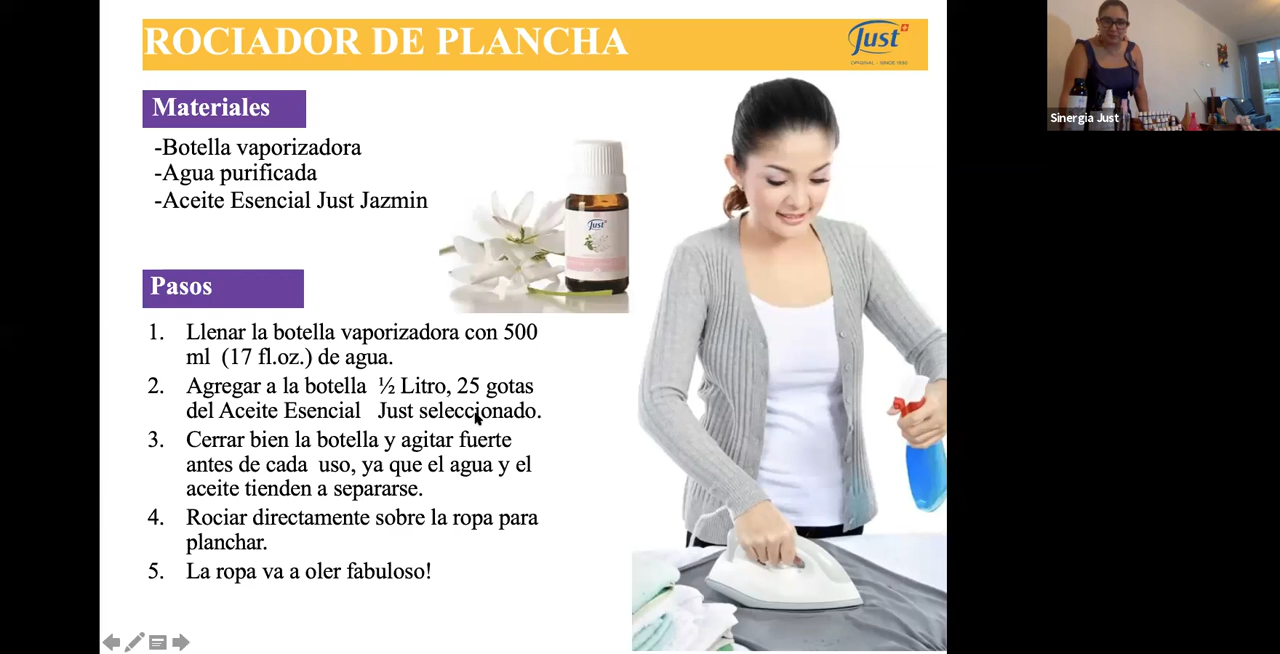 ROCIADOR DE PLANCHA
Just
ORIGINAL · SINCE 1930
Sinergia Just
Materiales
-Botella vaporizadora
-Agua purificada
-Aceite Esencial Just Jazmin
Just
Pasos
1. Llenar la botella vaporizadora con 500
ml (17 fl.oz.) de agua.
2. Agregar a la botella ½ Litro, 25 gotas
del Aceite Esencial Just seleccionado.
3. Cerrar bien la botella y agitar fuerte
antes de cada uso, ya que el agua y el
aceite tienden a separarse.
4. Rociar directamente sobre la ropa para
planchar.
5. La ropa va a oler fabuloso!